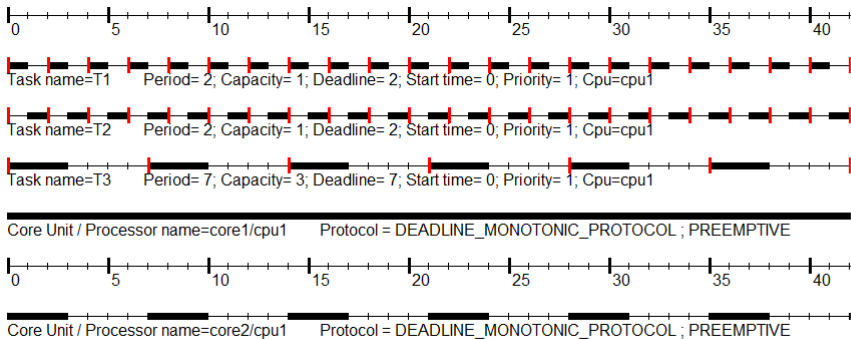 0 5 10 15 20 25 30 35 40
Task name=T1 Period= 2; Capacity= 1; Deadline= 2; Start time= 0; Priority= 1; Cpu=cpu1
Task name=T2 Period= 2; Capacity= 1; Deadline= 2; Start time= 0; Priority= 1; Cpu=cpu1
Task name=T3 Period= 7; Capacity= 3; Deadline= 7; Start time= 0; Priority= 1; Cpu=cpu1
Core Unit / Processor name=core1/cpu1 Protocol = DEADLINE_MONOTONIC_PROTOCOL ; PREEMPTIVE
0 5 10 15 20 25 30 35 40
Core Unit / Processor name=core2/cpu1 Protocol = DEADLINE_MONOTONIC_PROTOCOL ; PREEMPTIVE